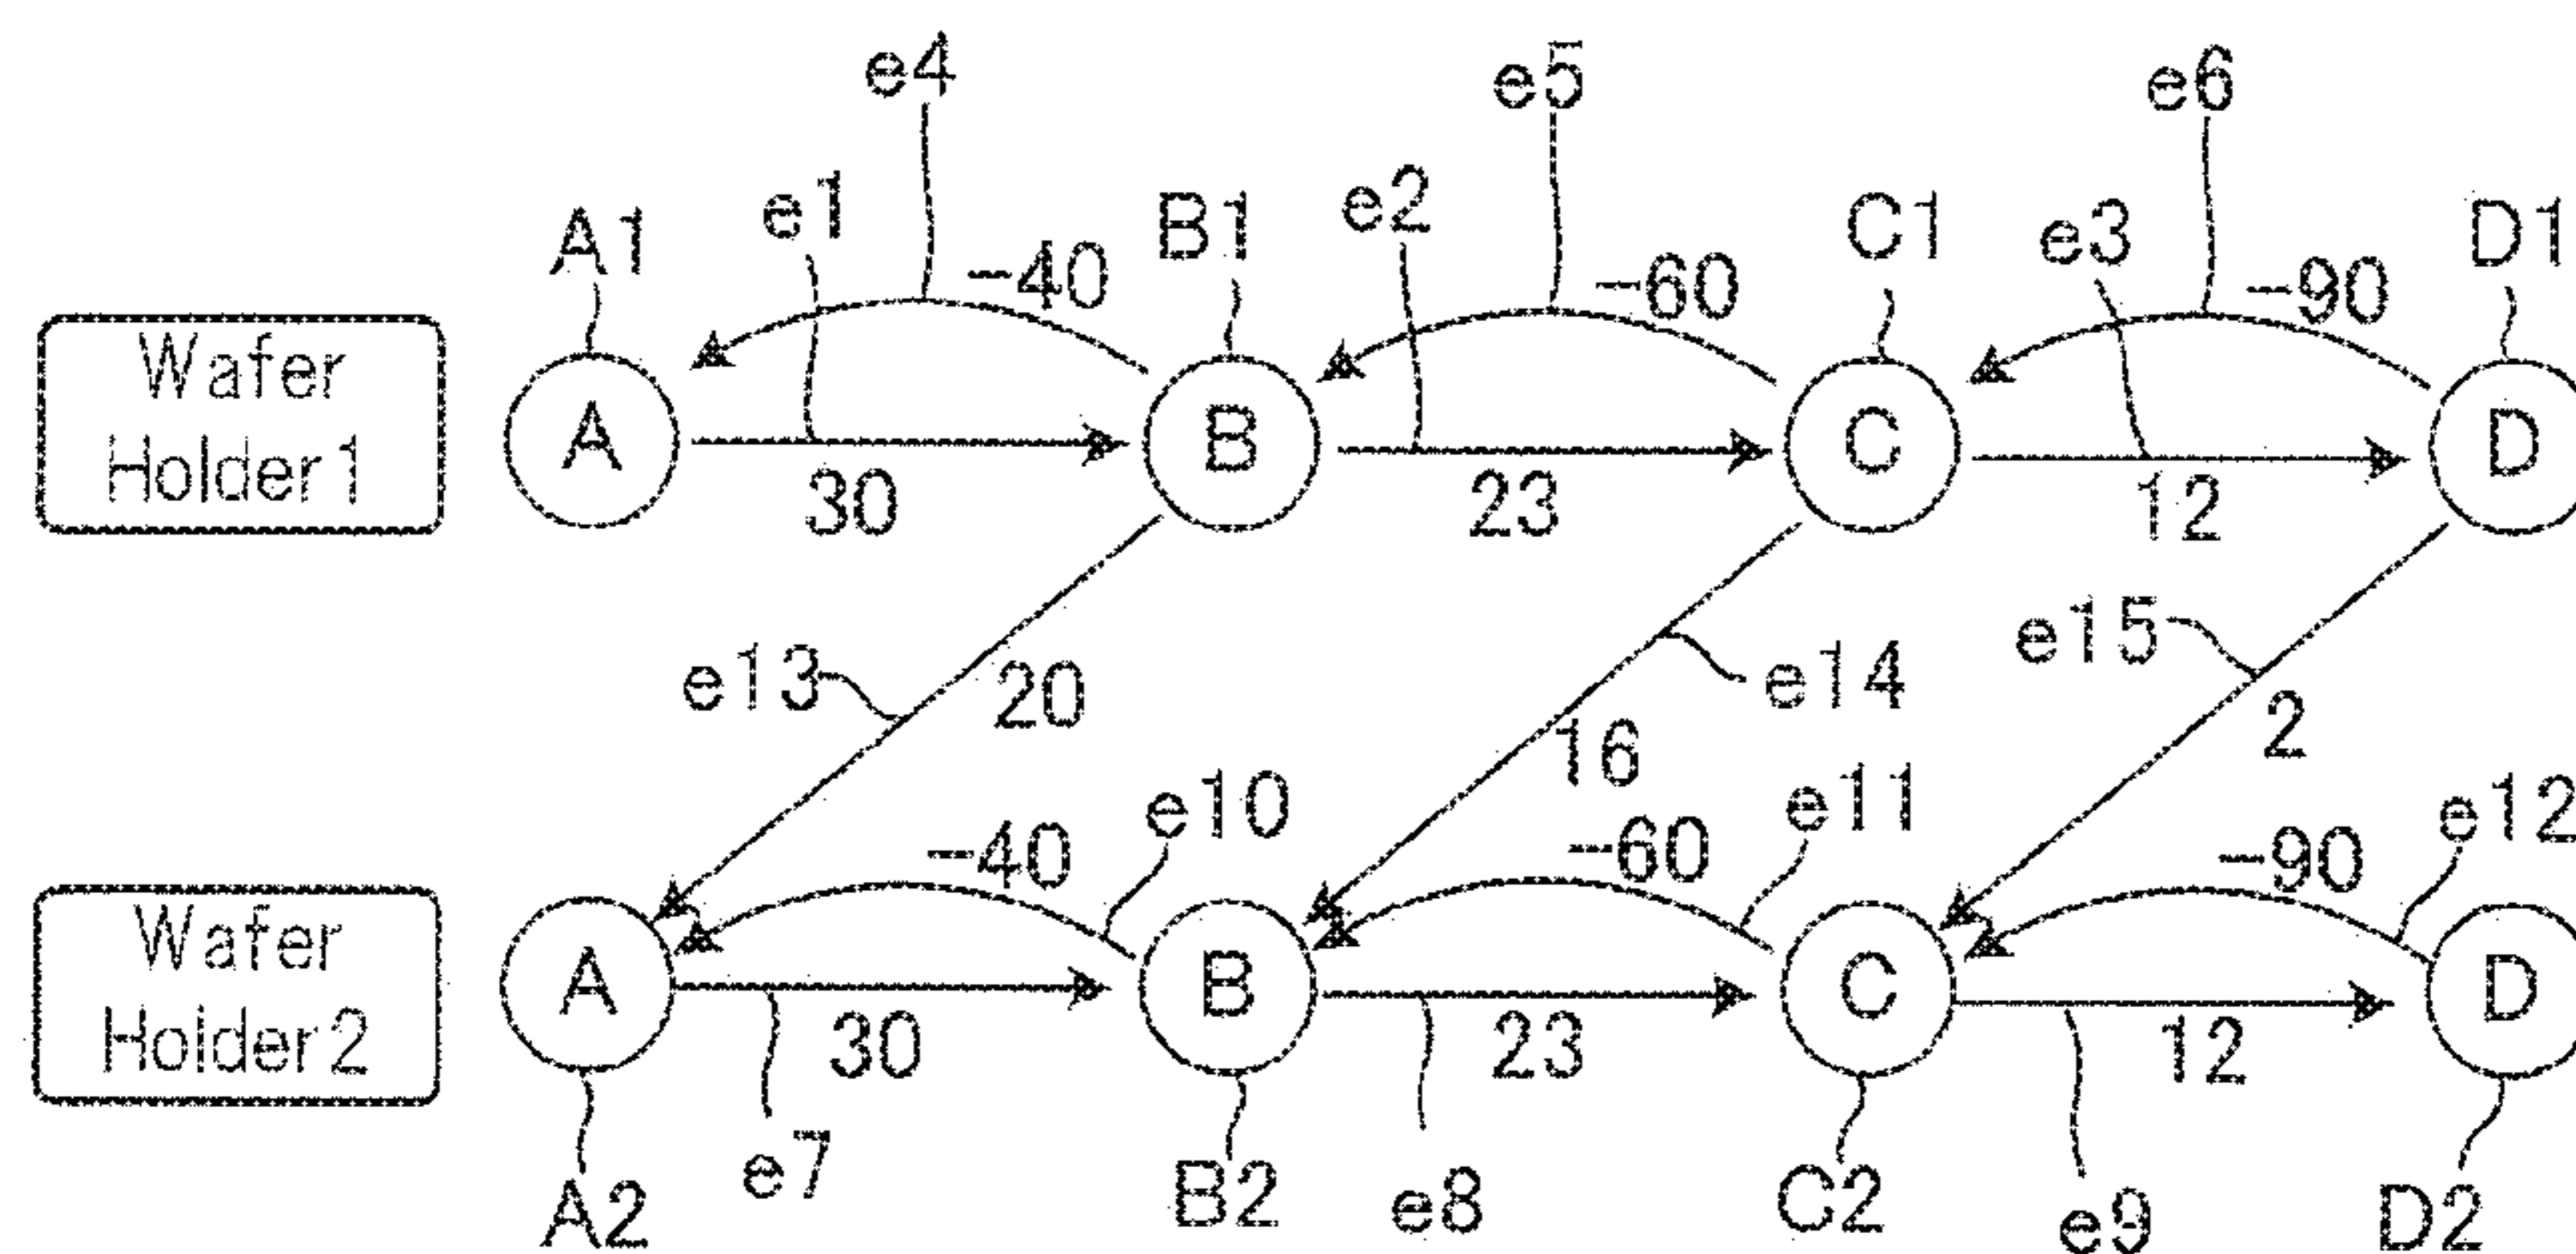 e4 e5 e6
A1 e1 -40 B1 e2 -60 C1 e3 -90 D1
Wafer
Holder1
A B C D
30 23 12
e13 20 e14 16 e15 2
-40 e10 -60 e11 -90 e12
Wafer
Holder2
A B C D
30 23 12
A2 e7 B2 e8 C2 e9 D2